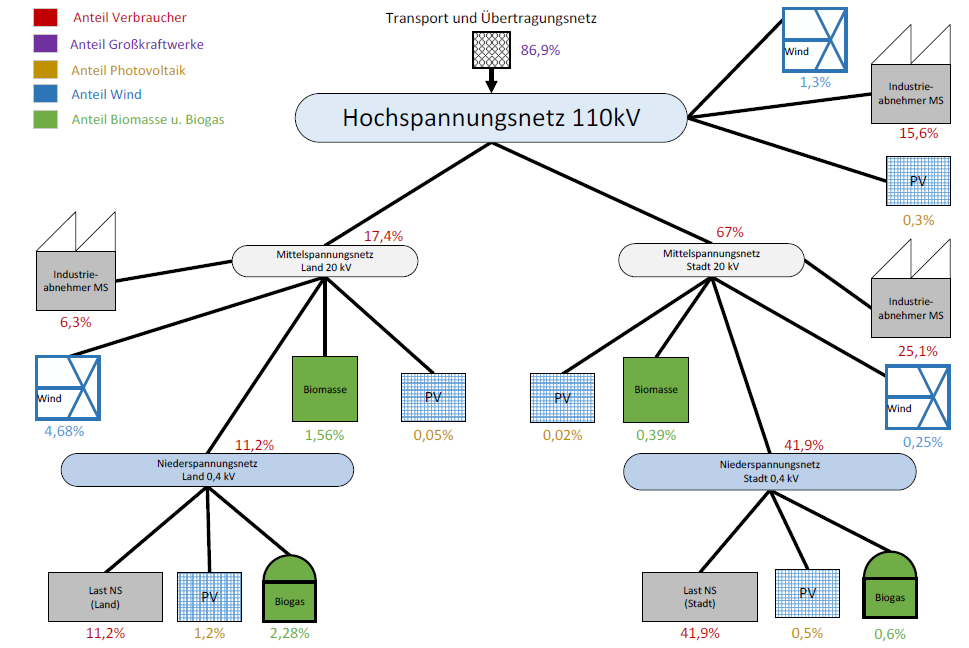 Anteil Verbraucher
Anteil Großkraftwerke
Anteil Photovoltaik
Anteil Wind
Anteil Biomasse u. Biogas
Transport und Übertragungsnetz
86,9%
Hochspannungsnetz 110kV
Wind
1,3%
Industrie-
abnehmer MS
15,6%
PV
0,3%
17,4%
Mittelspannungsnetz
Land 20 kV
67%
Mittelspannungsnetz
Stadt 20 kV
Industrie-
abnehmer MS
6,3%
Industrie-
abnehmer MS
25,1%
Wind
4,68%
Biomasse
1,56%
PV
0,05%
PV
0,02%
Biomasse
0,39%
Wind
0,25%
11,2%
Niederspannungsnetz
Land 0,4 kV
41,9%
Niederspannungsnetz
Stadt 0,4 kV
Last NS
(Land)
11,2%
PV
1,2%
Biogas
2,28%
Last NS
(Stadt)
41,9%
PV
0,5%
Biogas
0,6%